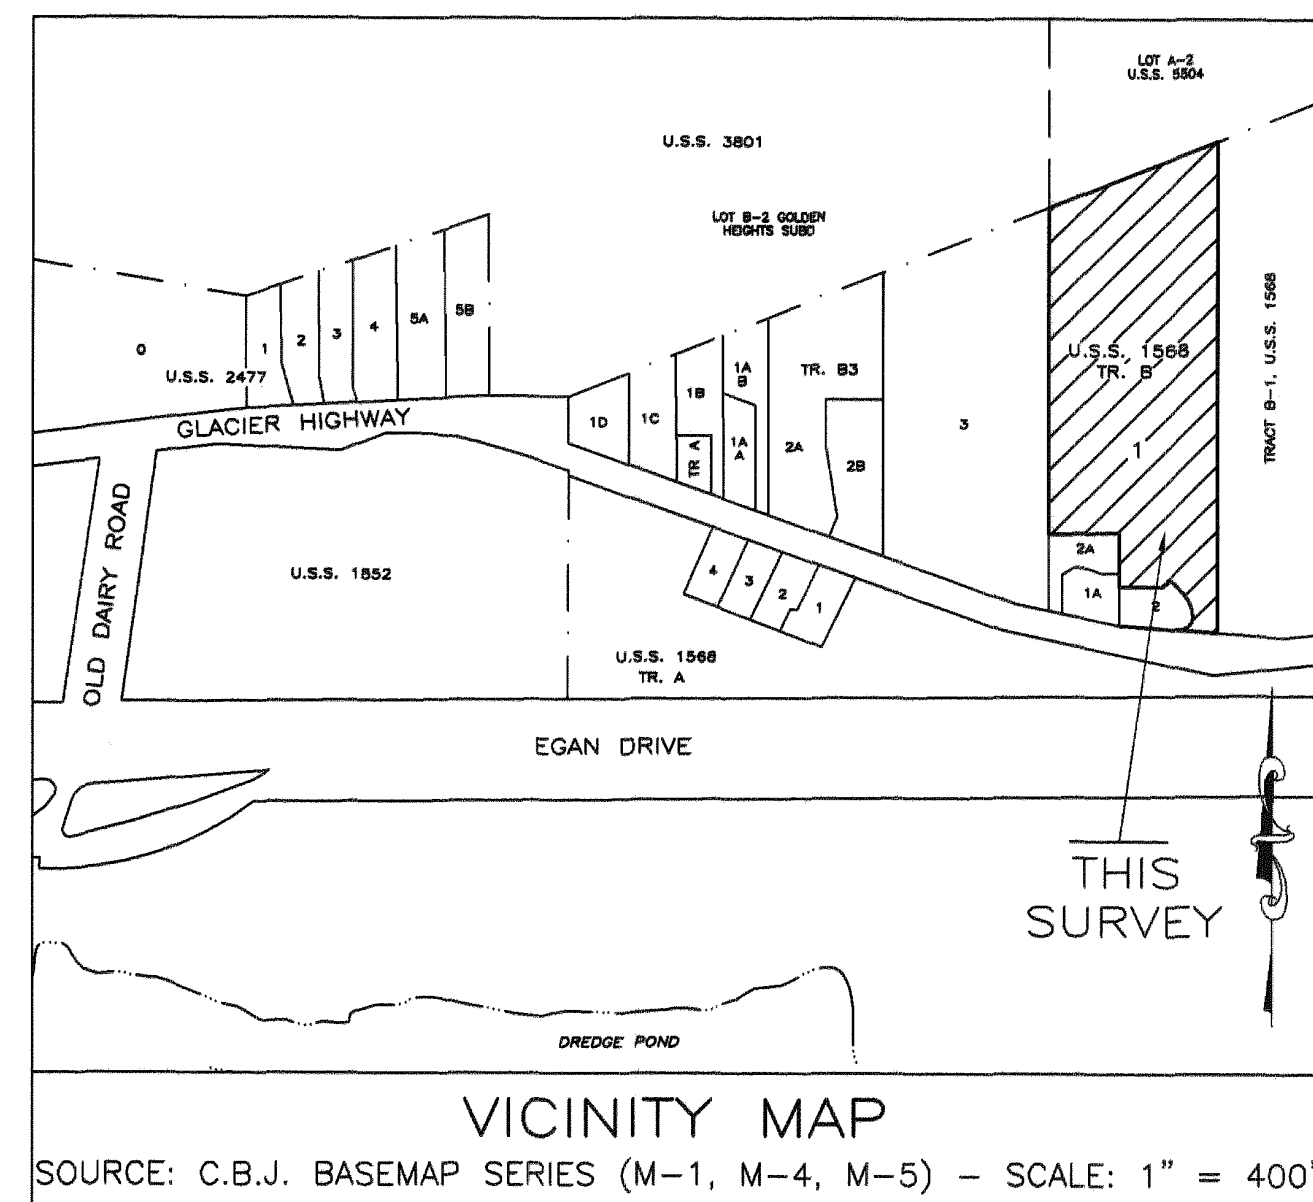 LOT A-2
U.S.S. 5504
U.S.S. 3801
LOT B-2 GOLDEN
HEIGHTS SUBD
TRACT B-1, U.S.S. 1568
0
U.S.S. 2477
1
2
3
4
5A
5B
GLACIER HIGHWAY
OLD DAIRY ROAD
U.S.S. 1852
1D
1C
1B
TR A
1A
B
1A
A
2A
TR. B3
2B
3
U.S.S. 1568
TR. B
1
2A
1A
2
4
3
2
1
U.S.S. 1568
TR. A
EGAN DRIVE
THIS
SURVEY
DREDGE POND
VICINITY MAP
SOURCE: C.B.J. BASEMAP SERIES (M-1, M-4, M-5) - SCALE: 1" = 400'